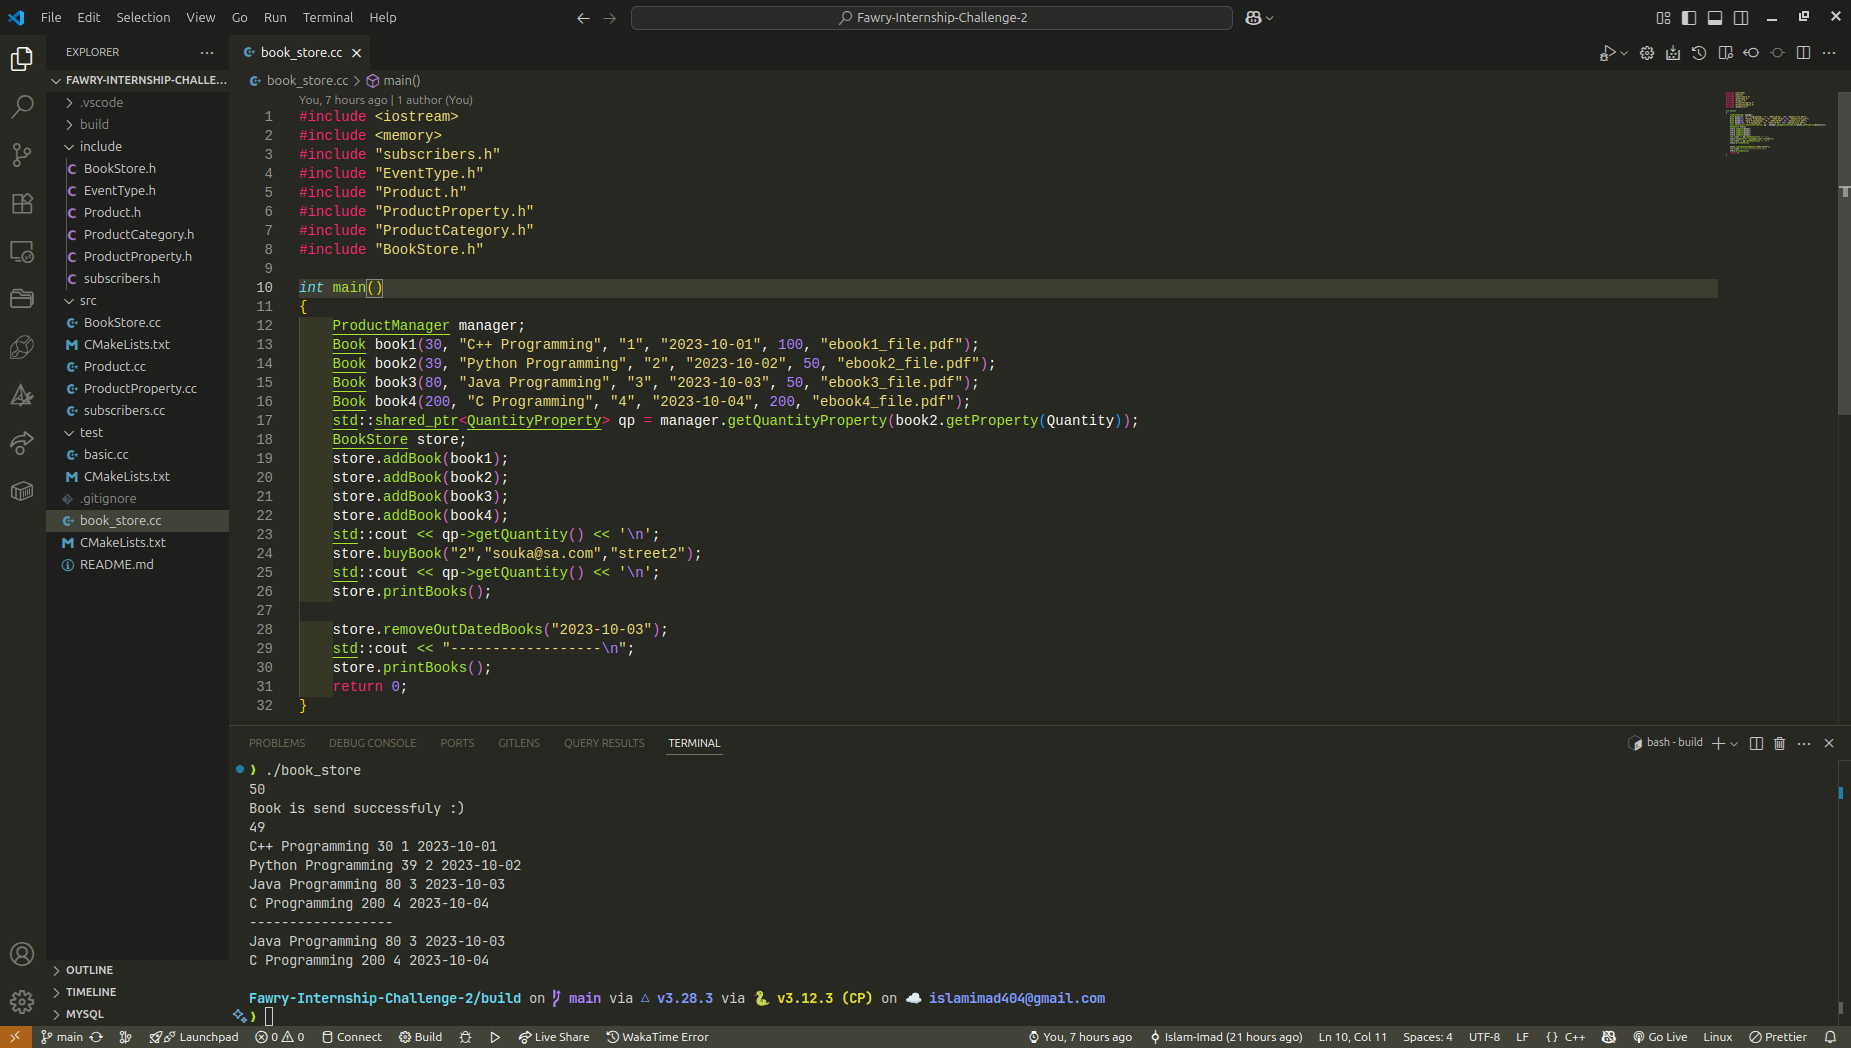 File Edit Selection View Go Run Terminal Help
Fawry-Internship-Challenge-2
EXPLORER
FAWRY-INTERNSHIP-CHALLE...
.vscode
build
include
BookStore.h
EventType.h
Product.h
ProductCategory.h
ProductProperty.h
subscribers.h
src
BookStore.cc
CMakeLists.txt
Product.cc
ProductProperty.cc
subscribers.cc
test
basic.cc
CMakeLists.txt
.gitignore
book_store.cc
CMakeLists.txt
README.md
OUTLINE
TIMELINE
MYSQL
book_store.cc
book_store.cc > main()
You, 7 hours ago | 1 author (You)
1 #include <iostream>
2 #include <memory>
3 #include "subscribers.h"
4 #include "EventType.h"
5 #include "Product.h"
6 #include "ProductProperty.h"
7 #include "ProductCategory.h"
8 #include "BookStore.h"
9
10 int main()
11 {
12 ProductManager manager;
13 Book book1(30, "C++ Programming", "1", "2023-10-01", 100, "ebook1_file.pdf");
14 Book book2(39, "Python Programming", "2", "2023-10-02", 50, "ebook2_file.pdf");
15 Book book3(80, "Java Programming", "3", "2023-10-03", 50, "ebook3_file.pdf");
16 Book book4(200, "C Programming", "4", "2023-10-04", 200, "ebook4_file.pdf");
17 std::shared_ptr<QuantityProperty> qp = manager.getQuantityProperty(book2.getProperty(Quantity));
18 BookStore store;
19 store.addBook(book1);
20 store.addBook(book2);
21 store.addBook(book3);
22 store.addBook(book4);
23 std::cout << qp->getQuantity() << '\n';
24 store.buyBook("2","souka@sa.com","street2");
25 std::cout << qp->getQuantity() << '\n';
26 store.printBooks();
27
28 store.removeOutDatedBooks("2023-10-03");
29 std::cout << "------------------\n";
30 store.printBooks();
31 return 0;
32 }
PROBLEMS DEBUG CONSOLE PORTS GITLENS QUERY RESULTS TERMINAL
bash - build
❯ ./book_store
50
Book is send successfuly :)
49
C++ Programming 30 1 2023-10-01
Python Programming 39 2 2023-10-02
Java Programming 80 3 2023-10-03
C Programming 200 4 2023-10-04
------------------
Java Programming 80 3 2023-10-03
C Programming 200 4 2023-10-04
Fawry-Internship-Challenge-2/build on main via △ v3.28.3 via 🐍 v3.12.3 (CP) on ☁️ islamimad404@gmail.com
❯
main Launchpad 0 0 Connect Build Live Share WakaTime Error You, 7 hours ago Islam-Imad (21 hours ago) Ln 10, Col 11 Spaces: 4 UTF-8 LF {} C++ Go Live Linux Prettier